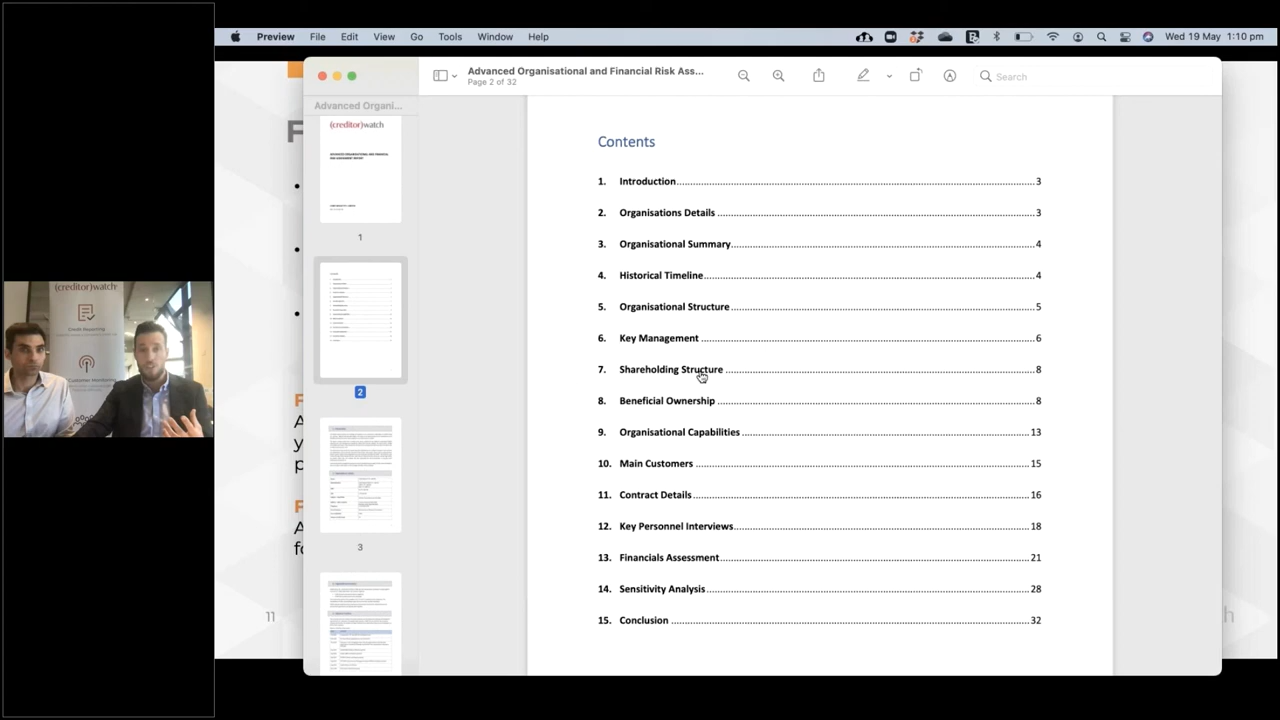 Preview File Edit View Go Tools Window Help Wed 19 May 1:10 pm
Advanced Organisational and Financial Risk Ass...
Page 2 of 32
Search
Advanced Organi...
(creditor)watch
1
2
3
Contents
1. Introduction 3
2. Organisations Details 3
3. Organisational Summary 4
4. Historical Timeline 4
5 Organisational Structure 5
6. Key Management 6
7. Shareholding Structure 8
8. Beneficial Ownership 8
9. Organisational Capabilities 13
10. Main Customers 15
11. Contract Details 16
12. Key Personnel Interviews 18
13. Financials Assessment 21
14. Sensitivity Analysis 28
15. Conclusion 32
(creditor)watch
Credit Reporting
Customer Monitoring
F
F
A
y
p
F
A
fo
11